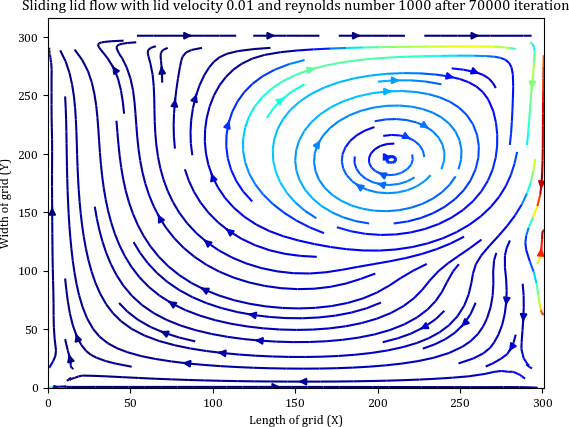 Sliding lid flow with lid velocity 0.01 and reynolds number 1000 after 70000 iteration
Width of grid (Y)
300
250
200
150
100
50
0
0 50 100 150 200 250 300
Length of grid (X)